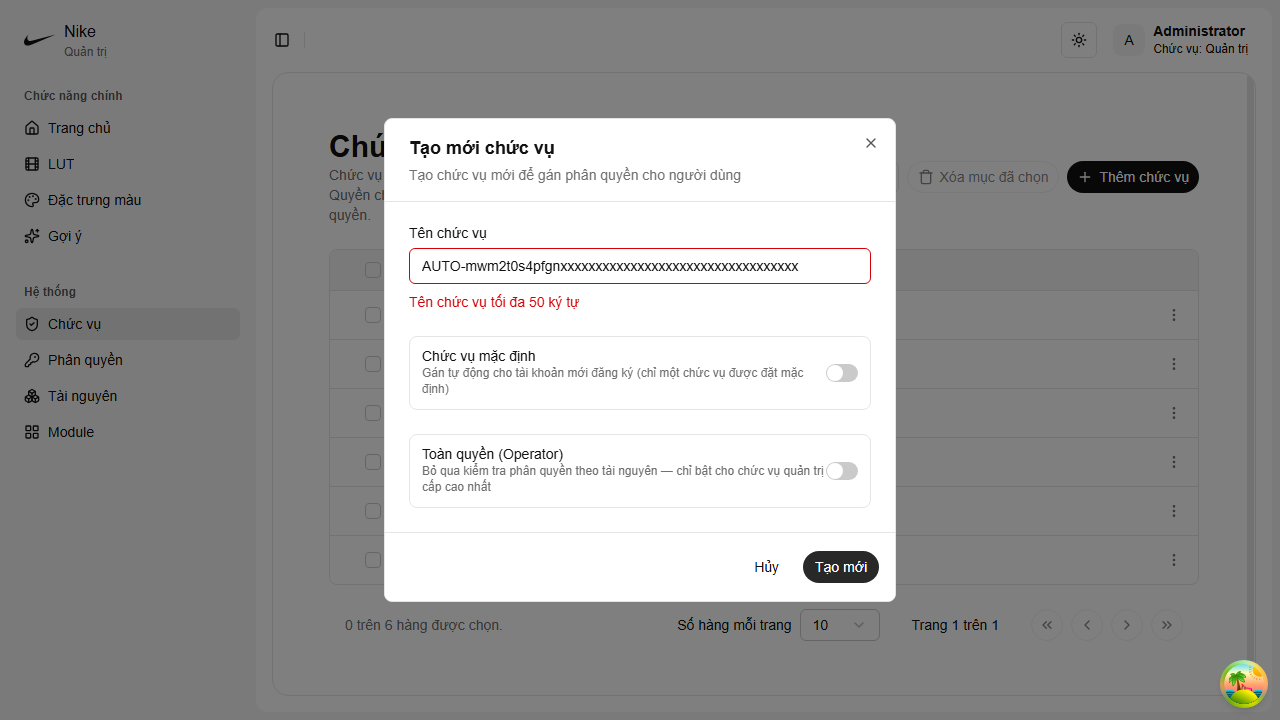 Nike
Quản trị
Chức năng chính
Trang chủ
LUT
Đặc trưng màu
Gợi ý
Hệ thống
Chức vụ
Phân quyền
Tài nguyên
Module
A
Administrator
Chức vụ: Quản trị
Chức vụ
Quyền
quyền.
Xóa mục đã chọn
Thêm chức vụ
Tạo mới chức vụ
Tạo chức vụ mới để gán phân quyền cho người dùng
Tên chức vụ
Tên chức vụ tối đa 50 ký tự
Chức vụ mặc định
Gán tự động cho tài khoản mới đăng ký (chỉ một chức vụ được đặt mặc
định)
Toàn quyền (Operator)
Bỏ qua kiểm tra phân quyền theo tài nguyên — chỉ bật cho chức vụ quản trị
cấp cao nhất
Hủy
Tạo mới
0 trên 6 hàng được chọn.
Số hàng mỗi trang
10
Trang 1 trên 1